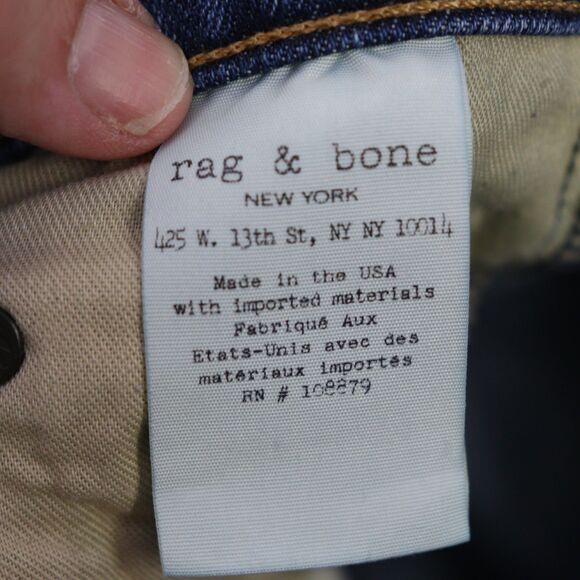 rag & bone
NEW YORK
425 W. 13th St, NY NY 10014
Made in the USA
with imported materials
Fabriqué Aux
Etats-Unis avec des
matériaux importés
RN # 108879